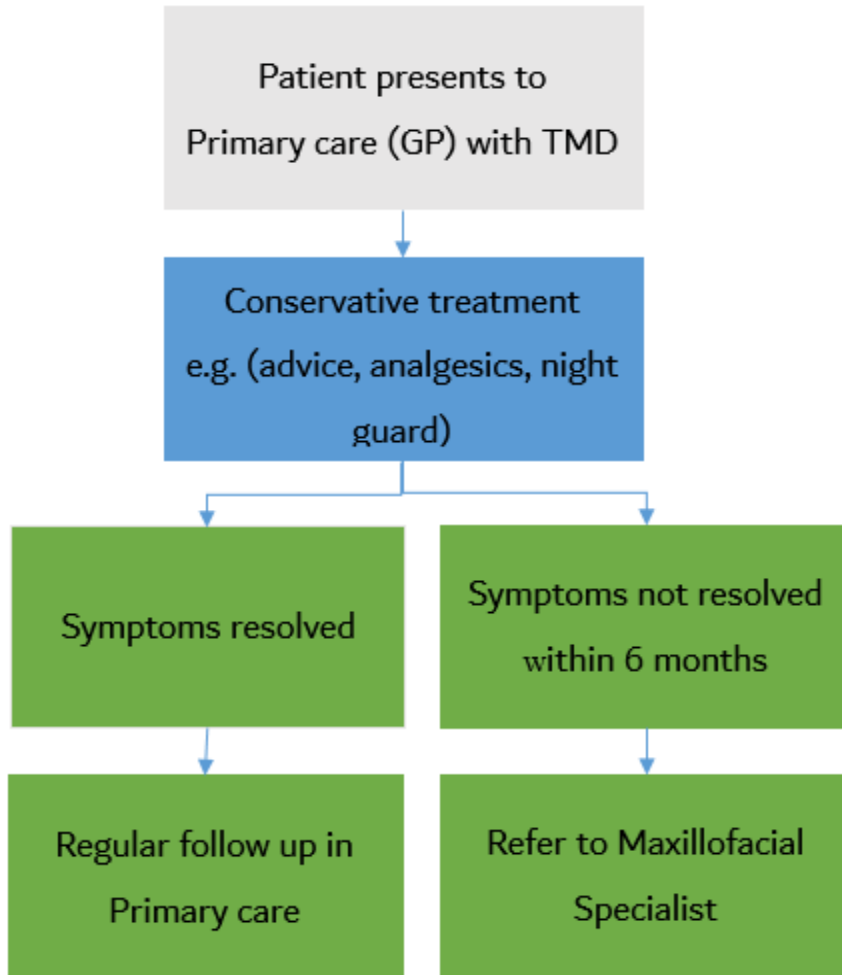 Patient presents to
Primary care (GP) with TMD
Conservative treatment
e.g. (advice, analgesics, night
guard)
Symptoms resolved
Symptoms not resolved
within 6 months
Regular follow up in
Primary care
Refer to Maxillofacial
Specialist